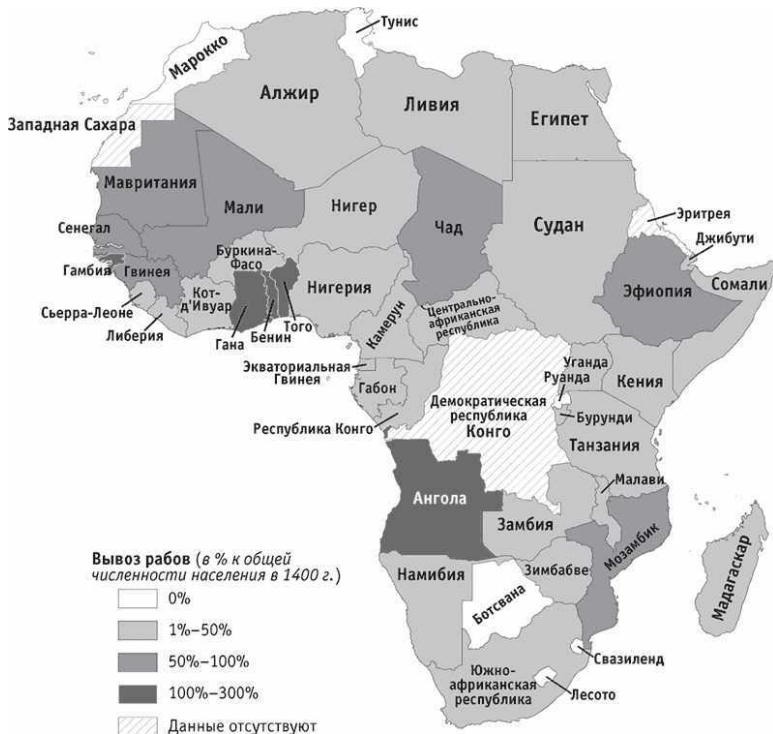 Тунис
Марокко
Алжир
Ливия
Египет
Западная Сахара
Мавритания
Мали
Нигер
Чад
Судан
Эритрея
Джибути
Сенегал
Гамбия
Гвинея
Буркина-
Фасо
Нигерия
Эфиопия
Сомали
Сьерра-Леоне
Кот-
д'Ивуар
Либерия
Гана
Бенин
Того
Камерун
Центрально-
африканская
республика
Экваториальная
Гвинея
Габон
Уганда
Руанда
Кения
Республика Конго
Демократическая
республика
Конго
Бурунди
Танзания
Малави
Ангола
Замбия
Мозамбик
Мадагаскар
Намибия
Зимбабве
Ботсвана
Свазиленд
Южно-
африканская
республика
Лесото
Вывоз рабов (в % к общей
численности населения в 1400 г.)
0%
1%–50%
50%–100%
100%–300%
Данные отсутствуют